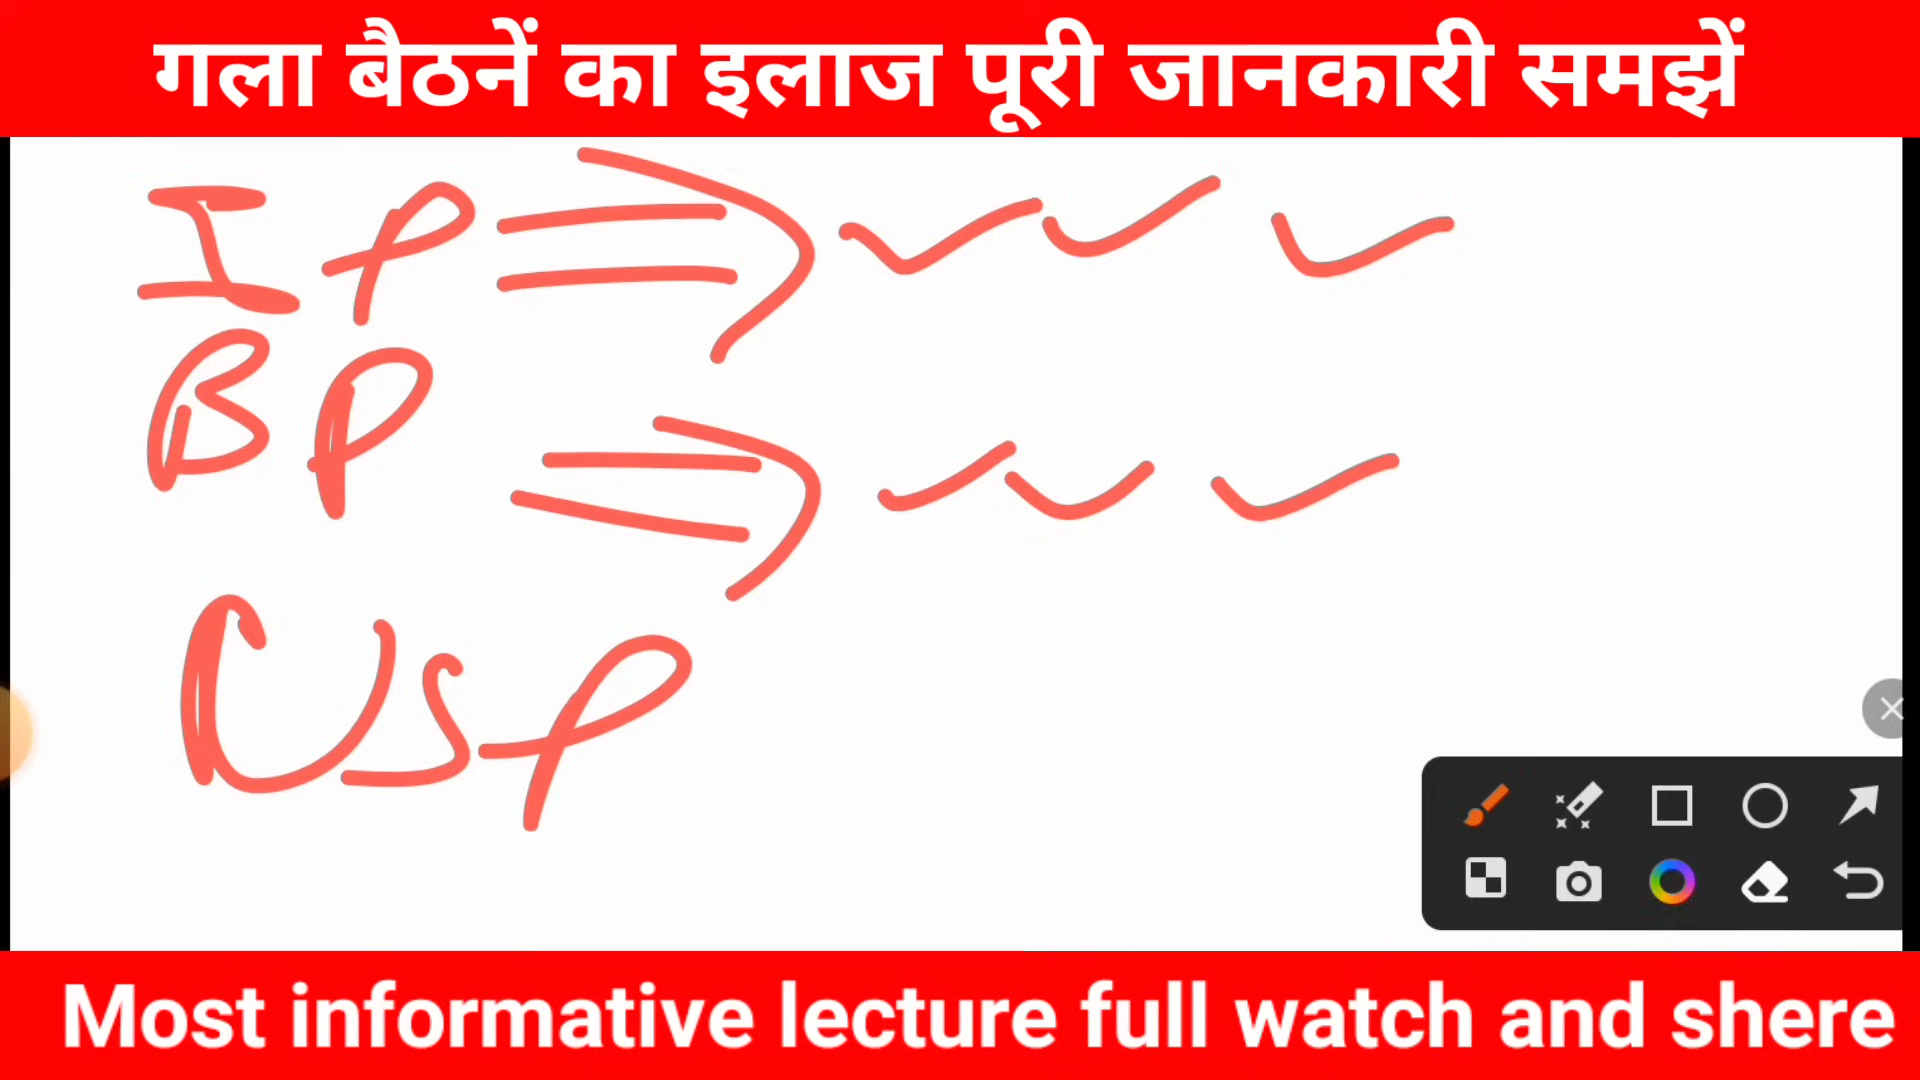 गला बैठनें का इलाज पूरी जानकारी समझें
IP ⇒ ✓ ✓ ✓
BP ⇒ ✓ ✓ ✓
USP
Most informative lecture full watch and shere